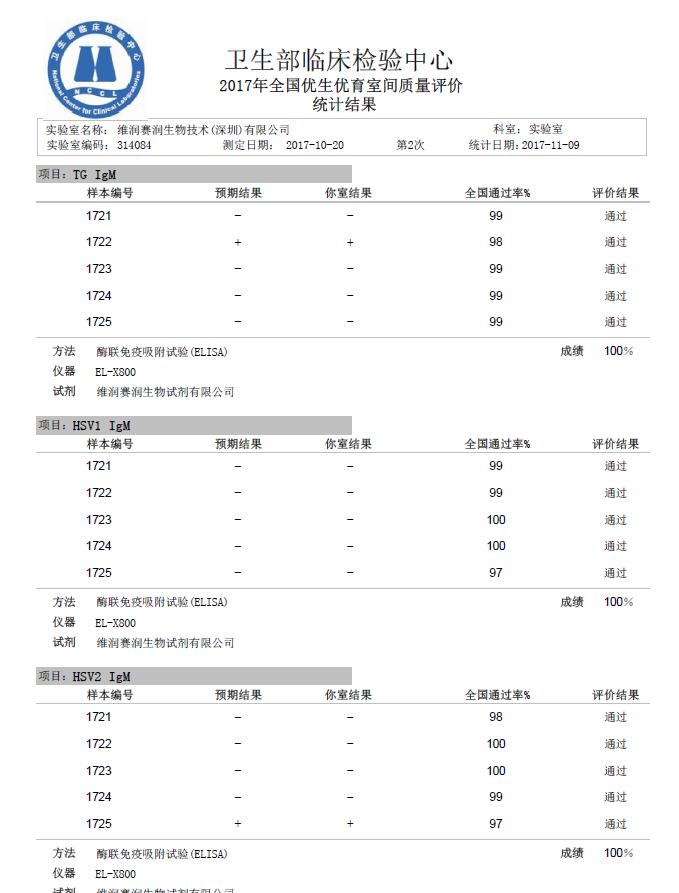 卫生部临床检验中心
National Center for Clinical Laboratories
NCCL
卫生部临床检验中心
2017年全国优生优育室间质量评价
统计结果
实验室名称: 维润赛润生物技术(深圳)有限公司 科室: 实验室
实验室编码: 314084 测定日期: 2017-10-20 第2次 统计日期:2017-11-09
项目: TG IgM
样本编号 预期结果 你室结果 全国通过率% 评价结果
1721 − − 99 通过
1722 + + 98 通过
1723 − − 99 通过
1724 − − 99 通过
1725 − − 99 通过
方法 酶联免疫吸附试验(ELISA) 成绩 100%
仪器 EL-X800
试剂 维润赛润生物试剂有限公司
项目: HSV1 IgM
样本编号 预期结果 你室结果 全国通过率% 评价结果
1721 − − 99 通过
1722 − − 99 通过
1723 − − 100 通过
1724 − − 100 通过
1725 − − 97 通过
方法 酶联免疫吸附试验(ELISA) 成绩 100%
仪器 EL-X800
试剂 维润赛润生物试剂有限公司
项目: HSV2 IgM
样本编号 预期结果 你室结果 全国通过率% 评价结果
1721 − − 98 通过
1722 − − 100 通过
1723 − − 100 通过
1724 − − 99 通过
1725 + + 97 通过
方法 酶联免疫吸附试验(ELISA) 成绩 100%
仪器 EL-X800